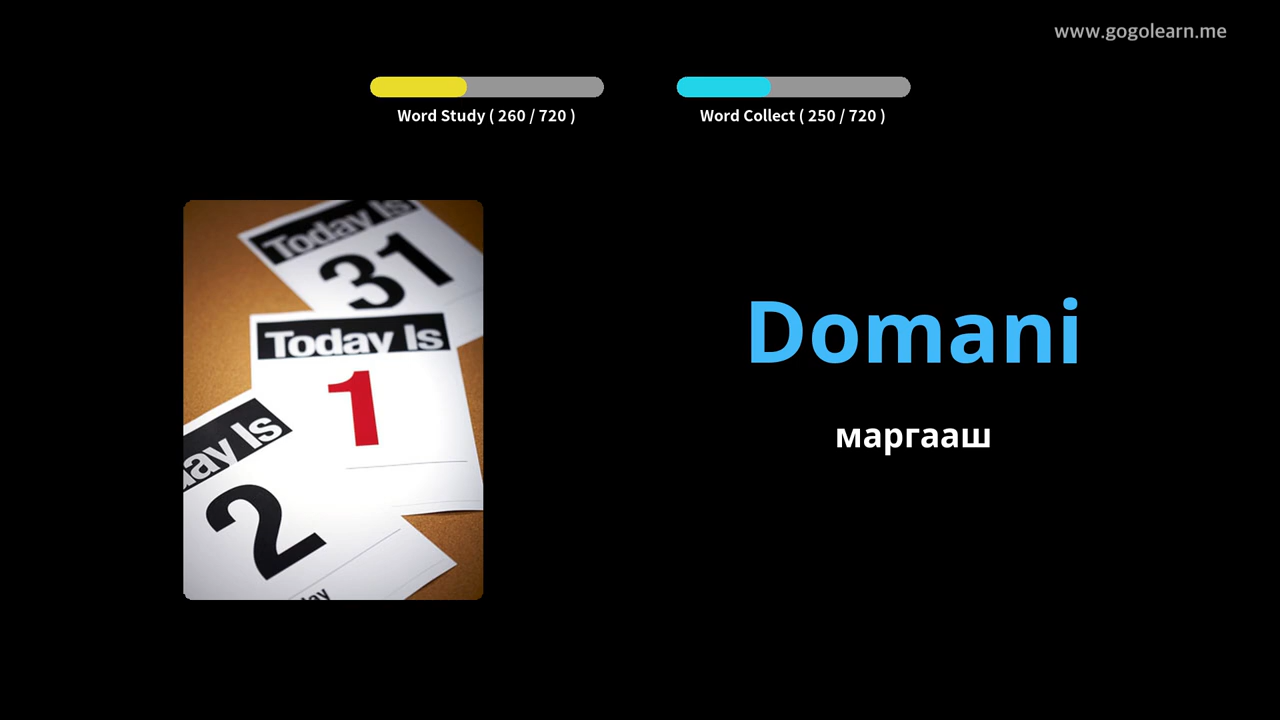 www.gogolearn.me
Word Study ( 260 / 720 )
Word Collect ( 250 / 720 )
Today Is
31
Today Is
1
ay Is
2
ay
Domani
маргааш